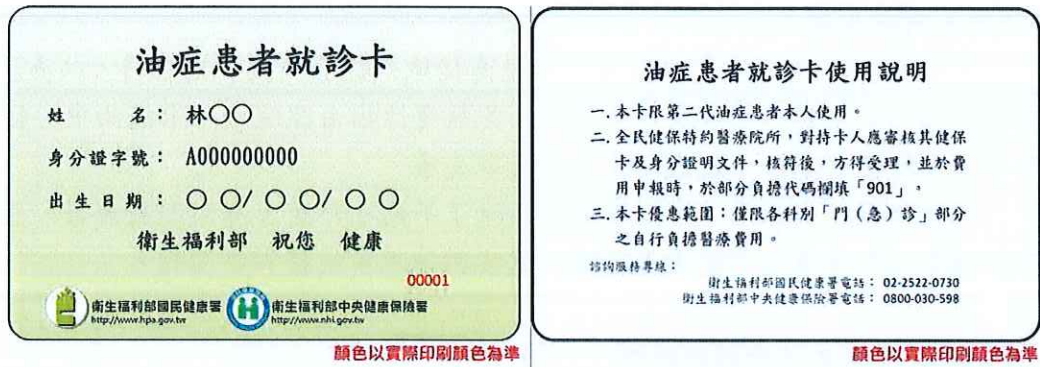 油症患者就診卡
姓　　名：林○○
身分證字號：A000000000
出生日期：○○/○○/○○
衛生福利部　祝您　健康
00001
衛生福利部國民健康署
http://www.hpa.gov.tw
衛生福利部中央健康保險署
http://www.nhi.gov.tw
顏色以實際印刷顏色為準
油症患者就診卡使用說明
一. 本卡限第二代油症患者本人使用。
二. 全民健保特約醫療院所，對持卡人應審核其健保
卡及身分證明文件，核符後，方得受理，並於費
用申報時，於部分負擔代碼欄填「901」。
三. 本卡優惠範圍：僅限各科別「門（急）診」部分
之自行負擔醫療費用。
諮詢服務專線：
衛生福利部國民健康署電話： 02-2522-0730
衛生福利部中央健康保險署電話： 0800-030-598
顏色以實際印刷顏色為準